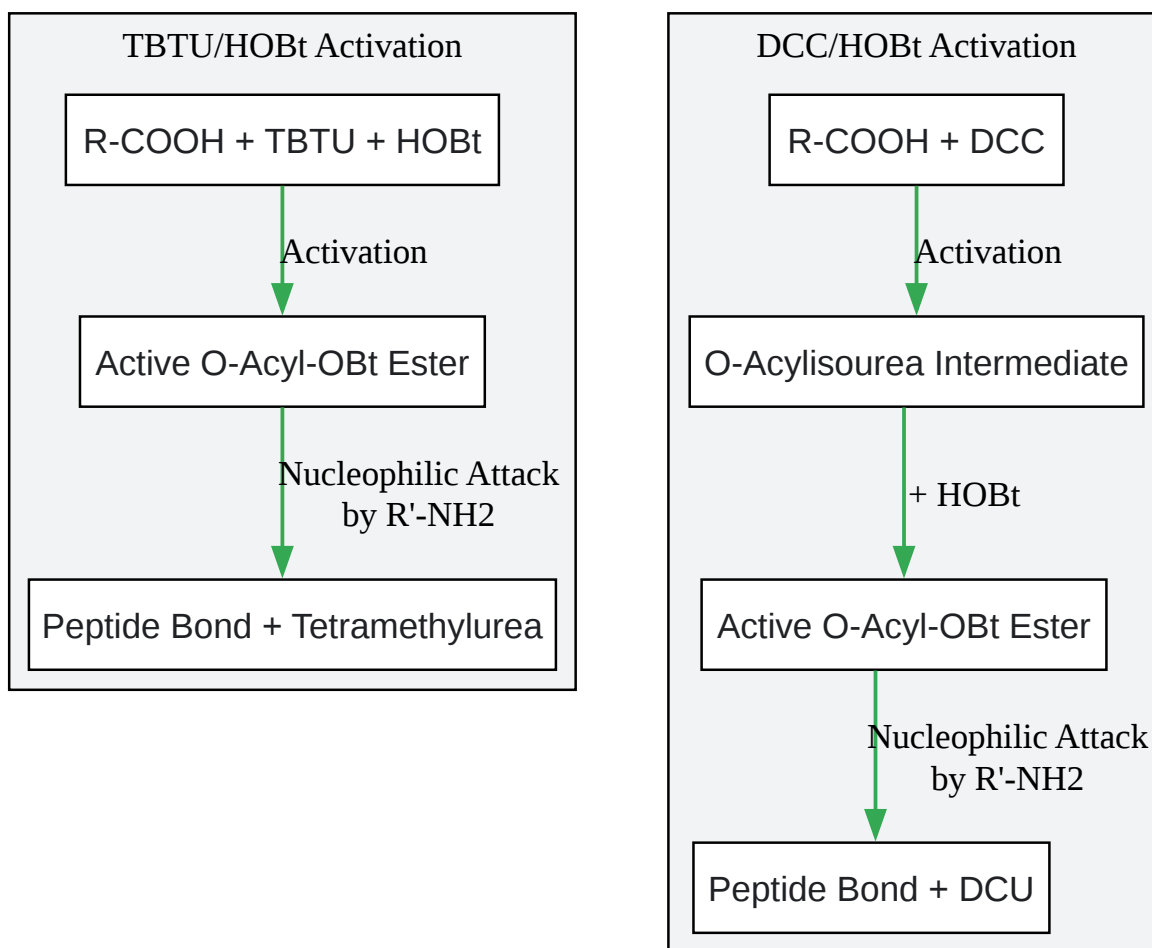 TBTU/HOBt Activation
R-COOH + TBTU + HOBt
Activation
Active O-Acyl-OBt Ester
Nucleophilic Attack
by R'-NH2
Peptide Bond + Tetramethylurea
DCC/HOBt Activation
R-COOH + DCC
Activation
O-Acylisourea Intermediate
+ HOBt
Active O-Acyl-OBt Ester
Nucleophilic Attack
by R'-NH2
Peptide Bond + DCU